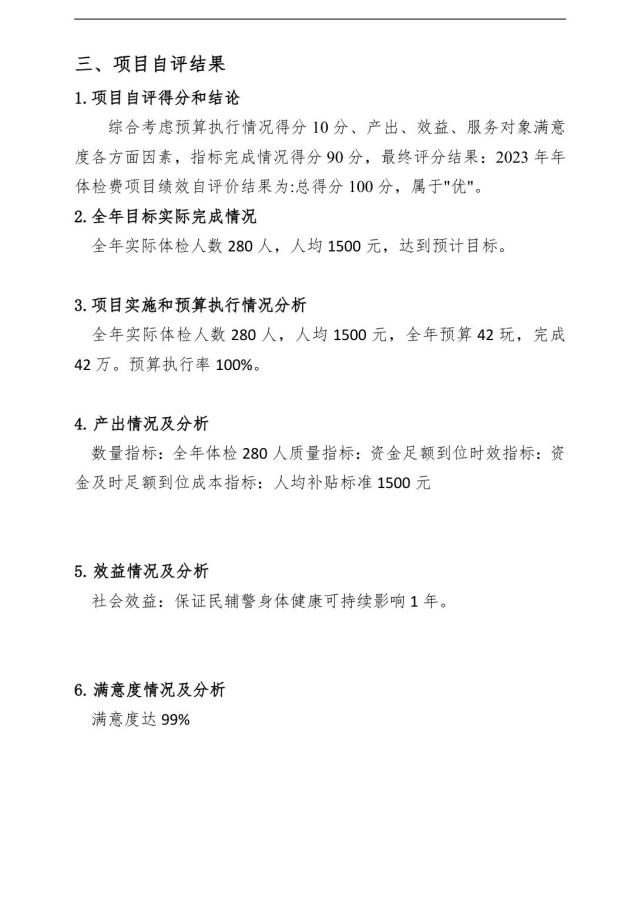 三、项目自评结果
1. 项目自评得分和结论
综合考虑预算执行情况得分 10 分、产出、效益、服务对象满意
度各方面因素，指标完成情况得分 90 分，最终评分结果：2023 年年
体检费项目绩效自评价结果为:总得分 100 分，属于"优"。
2. 全年目标实际完成情况
全年实际体检人数 280 人，人均 1500 元，达到预计目标。
3. 项目实施和预算执行情况分析
全年实际体检人数 280 人，人均 1500 元，全年预算 42 玩，完成
42 万。预算执行率 100%。
4. 产出情况及分析
数量指标：全年体检 280 人质量指标：资金足额到位时效指标：资
金及时足额到位成本指标：人均补贴标准 1500 元
5. 效益情况及分析
社会效益：保证民辅警身体健康可持续影响 1 年。
6. 满意度情况及分析
满意度达 99%